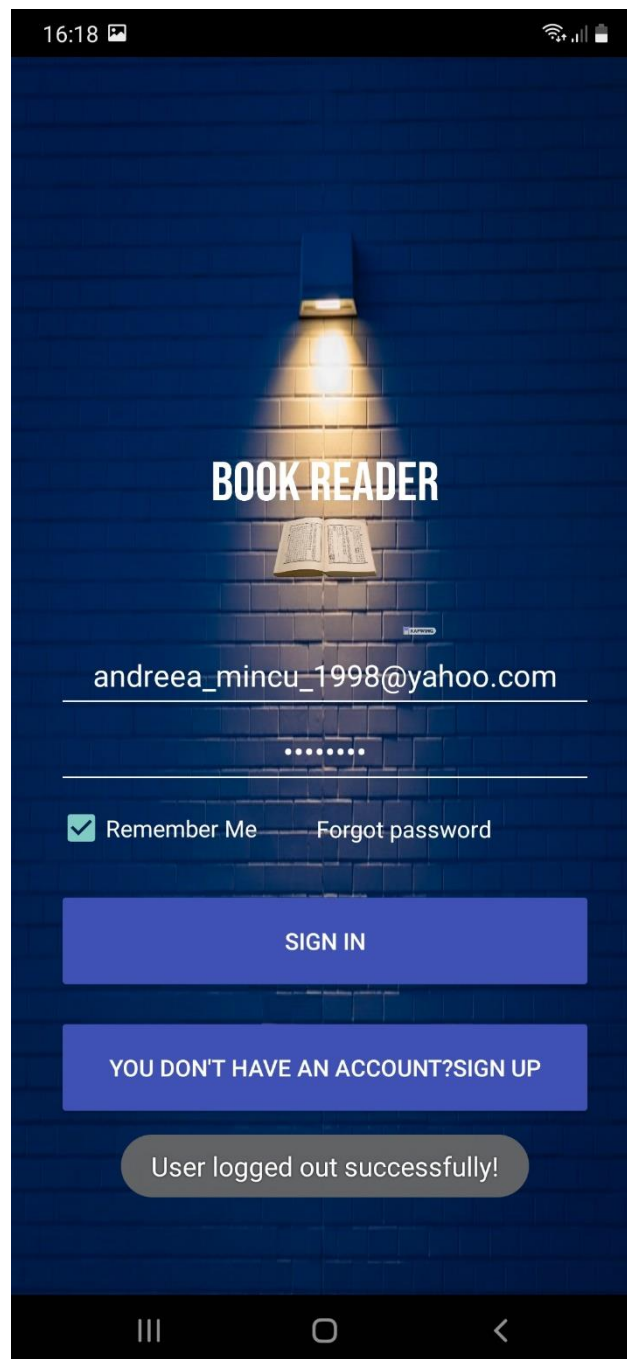 16:18
BOOK READER
KAPWING
andreea_mincu_1998@yahoo.com
••••••••
Remember Me
Forgot password
SIGN IN
YOU DON'T HAVE AN ACCOUNT?SIGN UP
User logged out successfully!